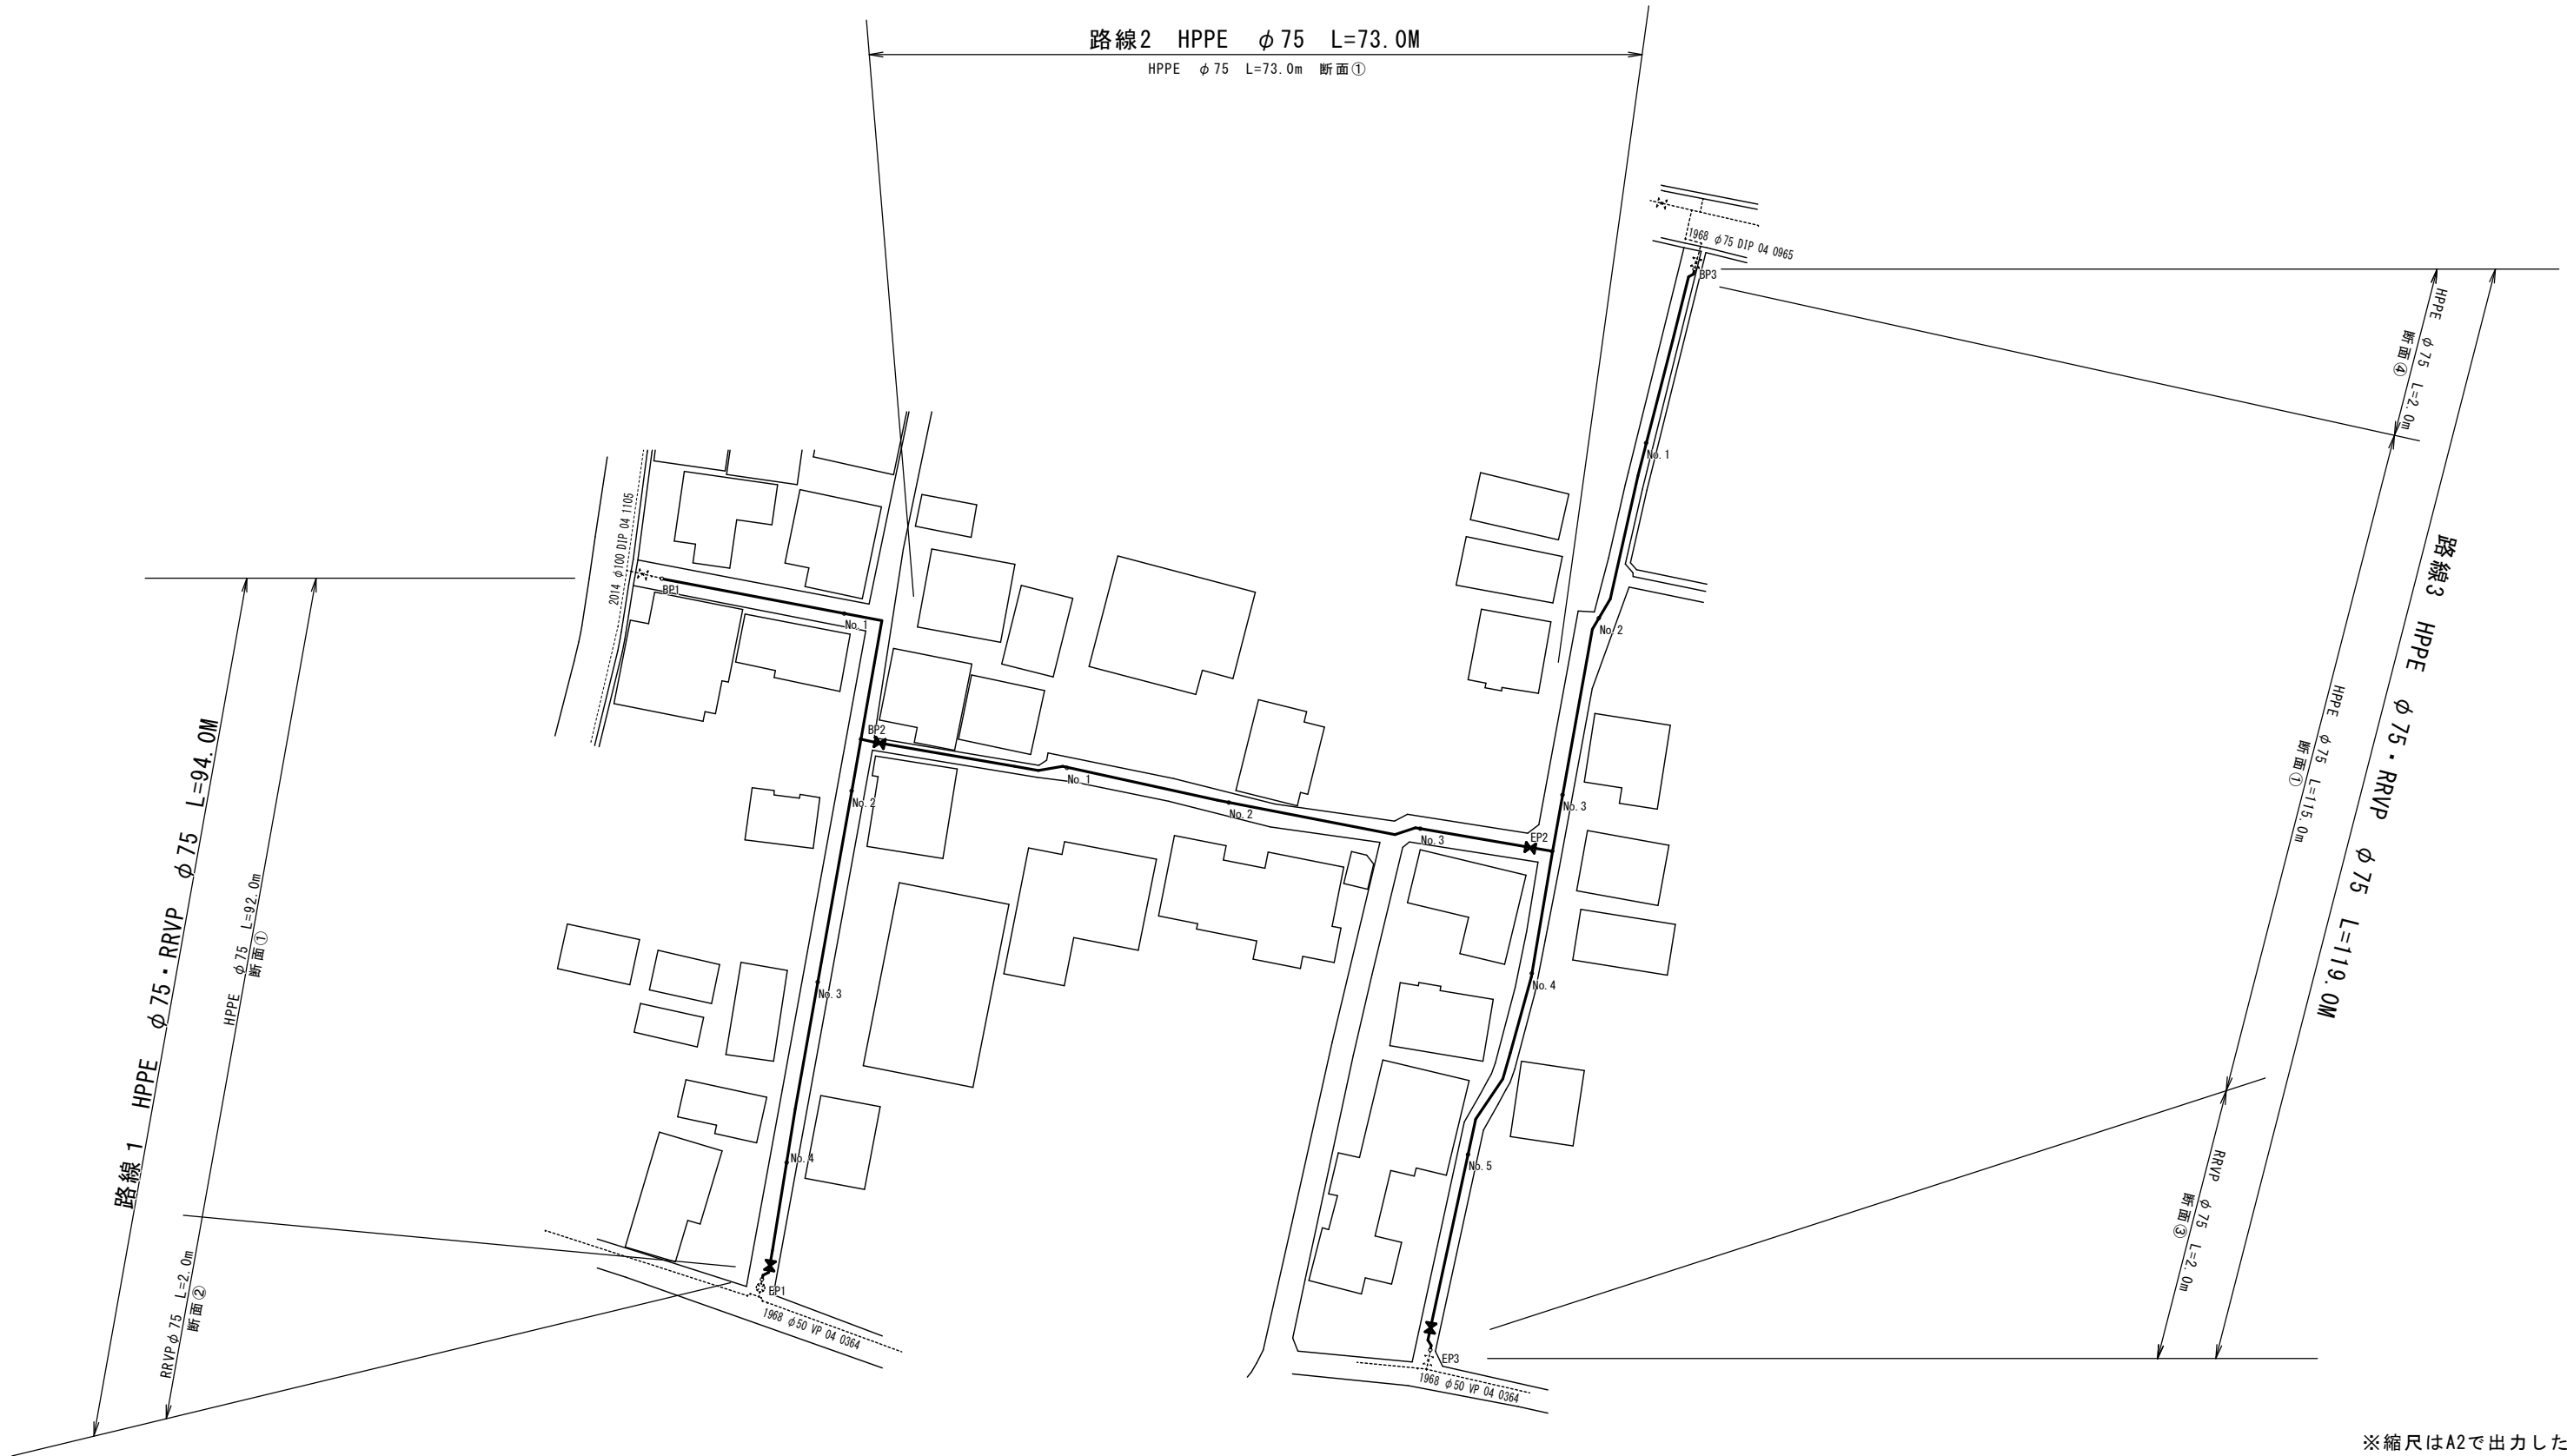 路線2 HPPE φ75 L=73.0M
HPPE φ75 L=73.0m 断面①
1968 φ75 DIP 04 0965
BP3
HPPE φ75 L=2.0m
断面④
No.1
2014 φ100 DIP 04 1105
BP1
No.1
No.2
路線3 HPPE φ75・RRVP φ75 L=119.0M
HPPE φ75 L=115.0m
断面①
BP2
No.1
No.2
No.3
EP2
No.3
路線1 HPPE φ75・RRVP φ75 L=94.0M
HPPE φ75 L=92.0m
断面①
No.2
No.3
No.4
No.4
No.5
RRVP φ75 L=2.0m
断面③
RRVPφ75 L=2.0m
断面②
EP1
1968 φ50 VP 04 0364
EP3
1968 φ50 VP 04 0364
※縮尺はA2で出力した